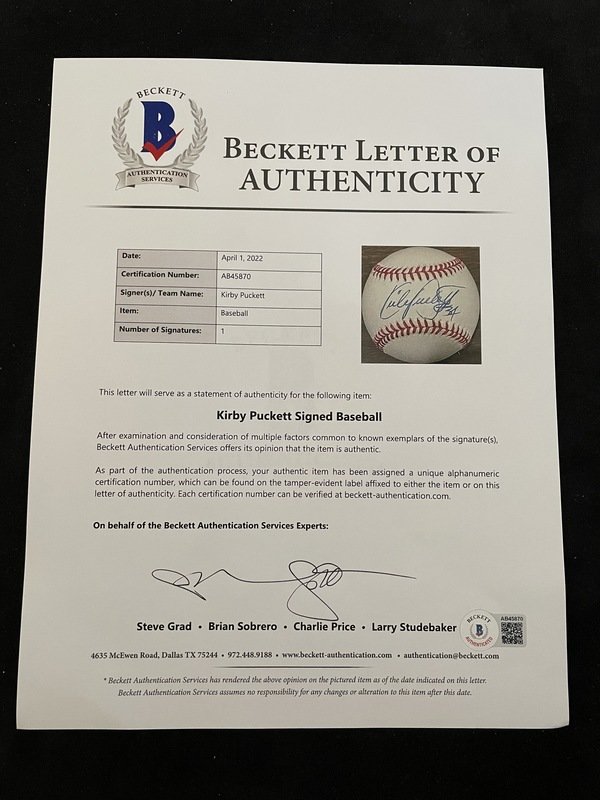 BECKETT
B
AUTHENTICATION
SERVICES
BECKETT LETTER OF
AUTHENTICITY
Date: April 1, 2022
Certification Number: AB45870
Signer(s)/ Team Name: Kirby Puckett
Item: Baseball
Number of Signatures: 1
Kirby Puckett #34
This letter will serve as a statement of authenticity for the following item:
Kirby Puckett Signed Baseball
After examination and consideration of multiple factors common to known exemplars of the signature(s),
Beckett Authentication Services offers its opinion that the item is authentic.
As part of the authentication process, your authentic item has been assigned a unique alphanumeric
certification number, which can be found on the tamper-evident label affixed to either the item or on this
letter of authenticity. Each certification number can be verified at beckett-authentication.com.
On behalf of the Beckett Authentication Services Experts:
Steve Grad • Brian Sobrero • Charlie Price • Larry Studebaker
BECKETT
B
AUTHENTICATED
AB45870
4635 McEwen Road, Dallas TX 75244 • 972.448.9188 • www.beckett-authentication.com • authentication@beckett.com
* Beckett Authentication Services has rendered the above opinion on the pictured item as of the date indicated on this letter.
Beckett Authentication Services assumes no responsibility for any changes or alteration to this item after this date.